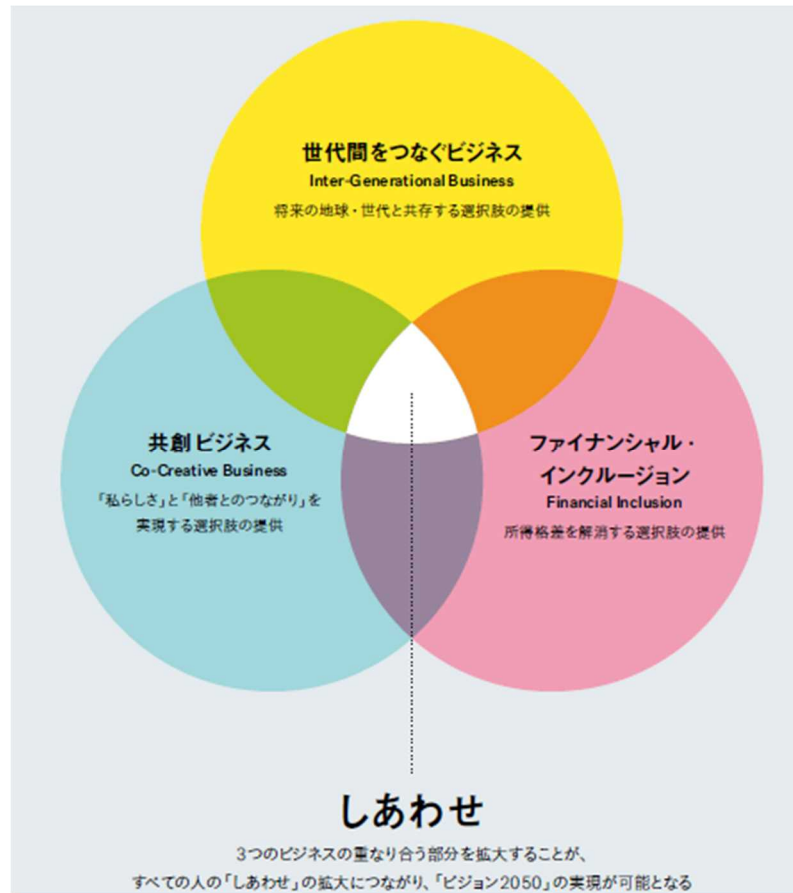 世代間をつなぐビジネス
Inter-Generational Business
将来の地球・世代と共存する選択肢の提供
共創ビジネス
Co-Creative Business
「私らしさ」と「他者とのつながり」を
実現する選択肢の提供
ファイナンシャル・
インクルージョン
Financial Inclusion
所得格差を解消する選択肢の提供
しあわせ
3つのビジネスの重なり合う部分を拡大することが、
すべての人の「しあわせ」の拡大につながり、「ビジョン2050」の実現が可能となる